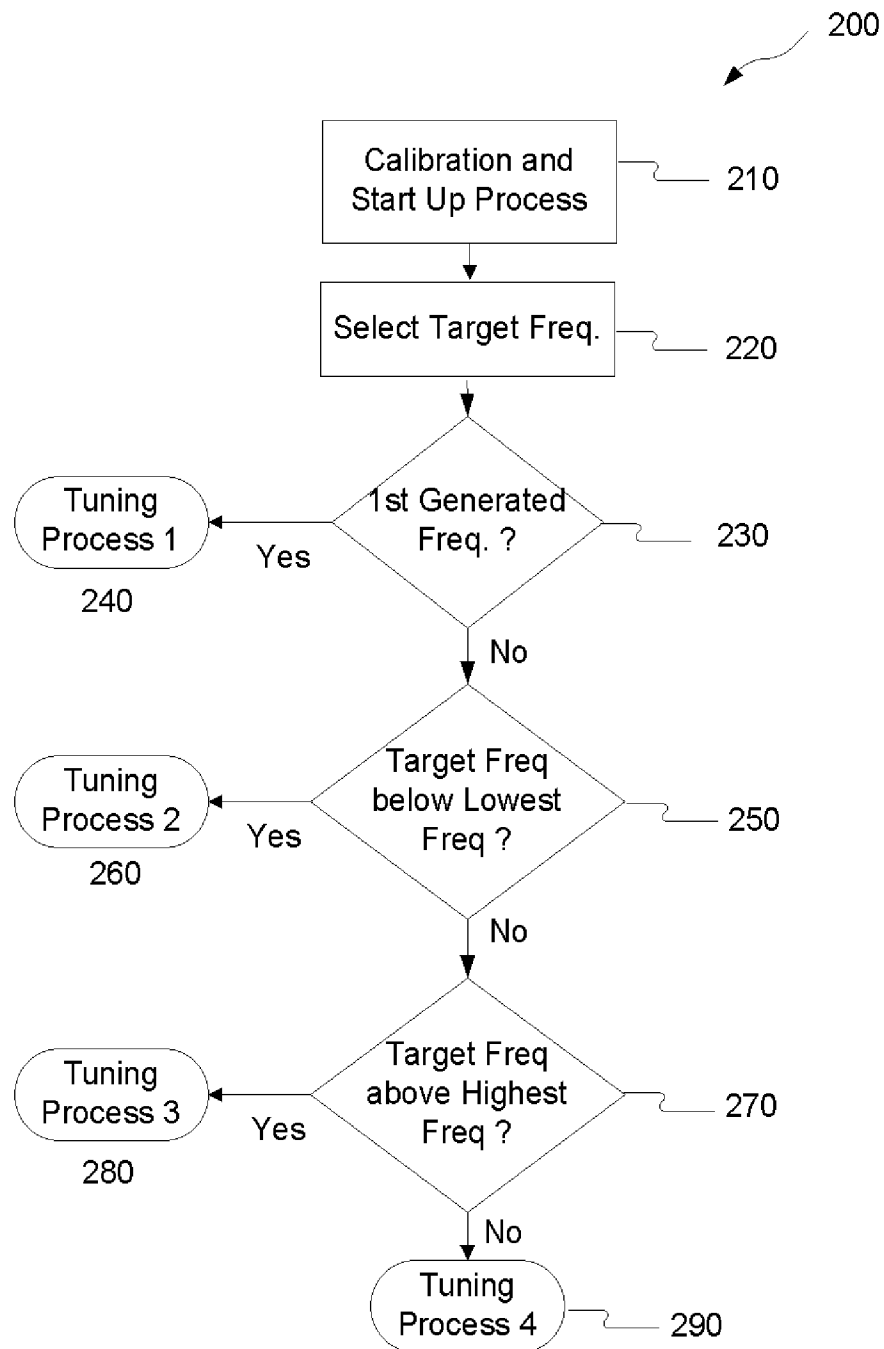 200
Calibration and
Start Up Process
210
Select Target Freq.
220
1st Generated
Freq. ?
230
Tuning
Process 1
Yes
240
No
Target Freq
below Lowest
Freq ?
250
Tuning
Process 2
Yes
260
No
Target Freq
above Highest
Freq ?
270
Tuning
Process 3
Yes
280
No
Tuning
Process 4
290